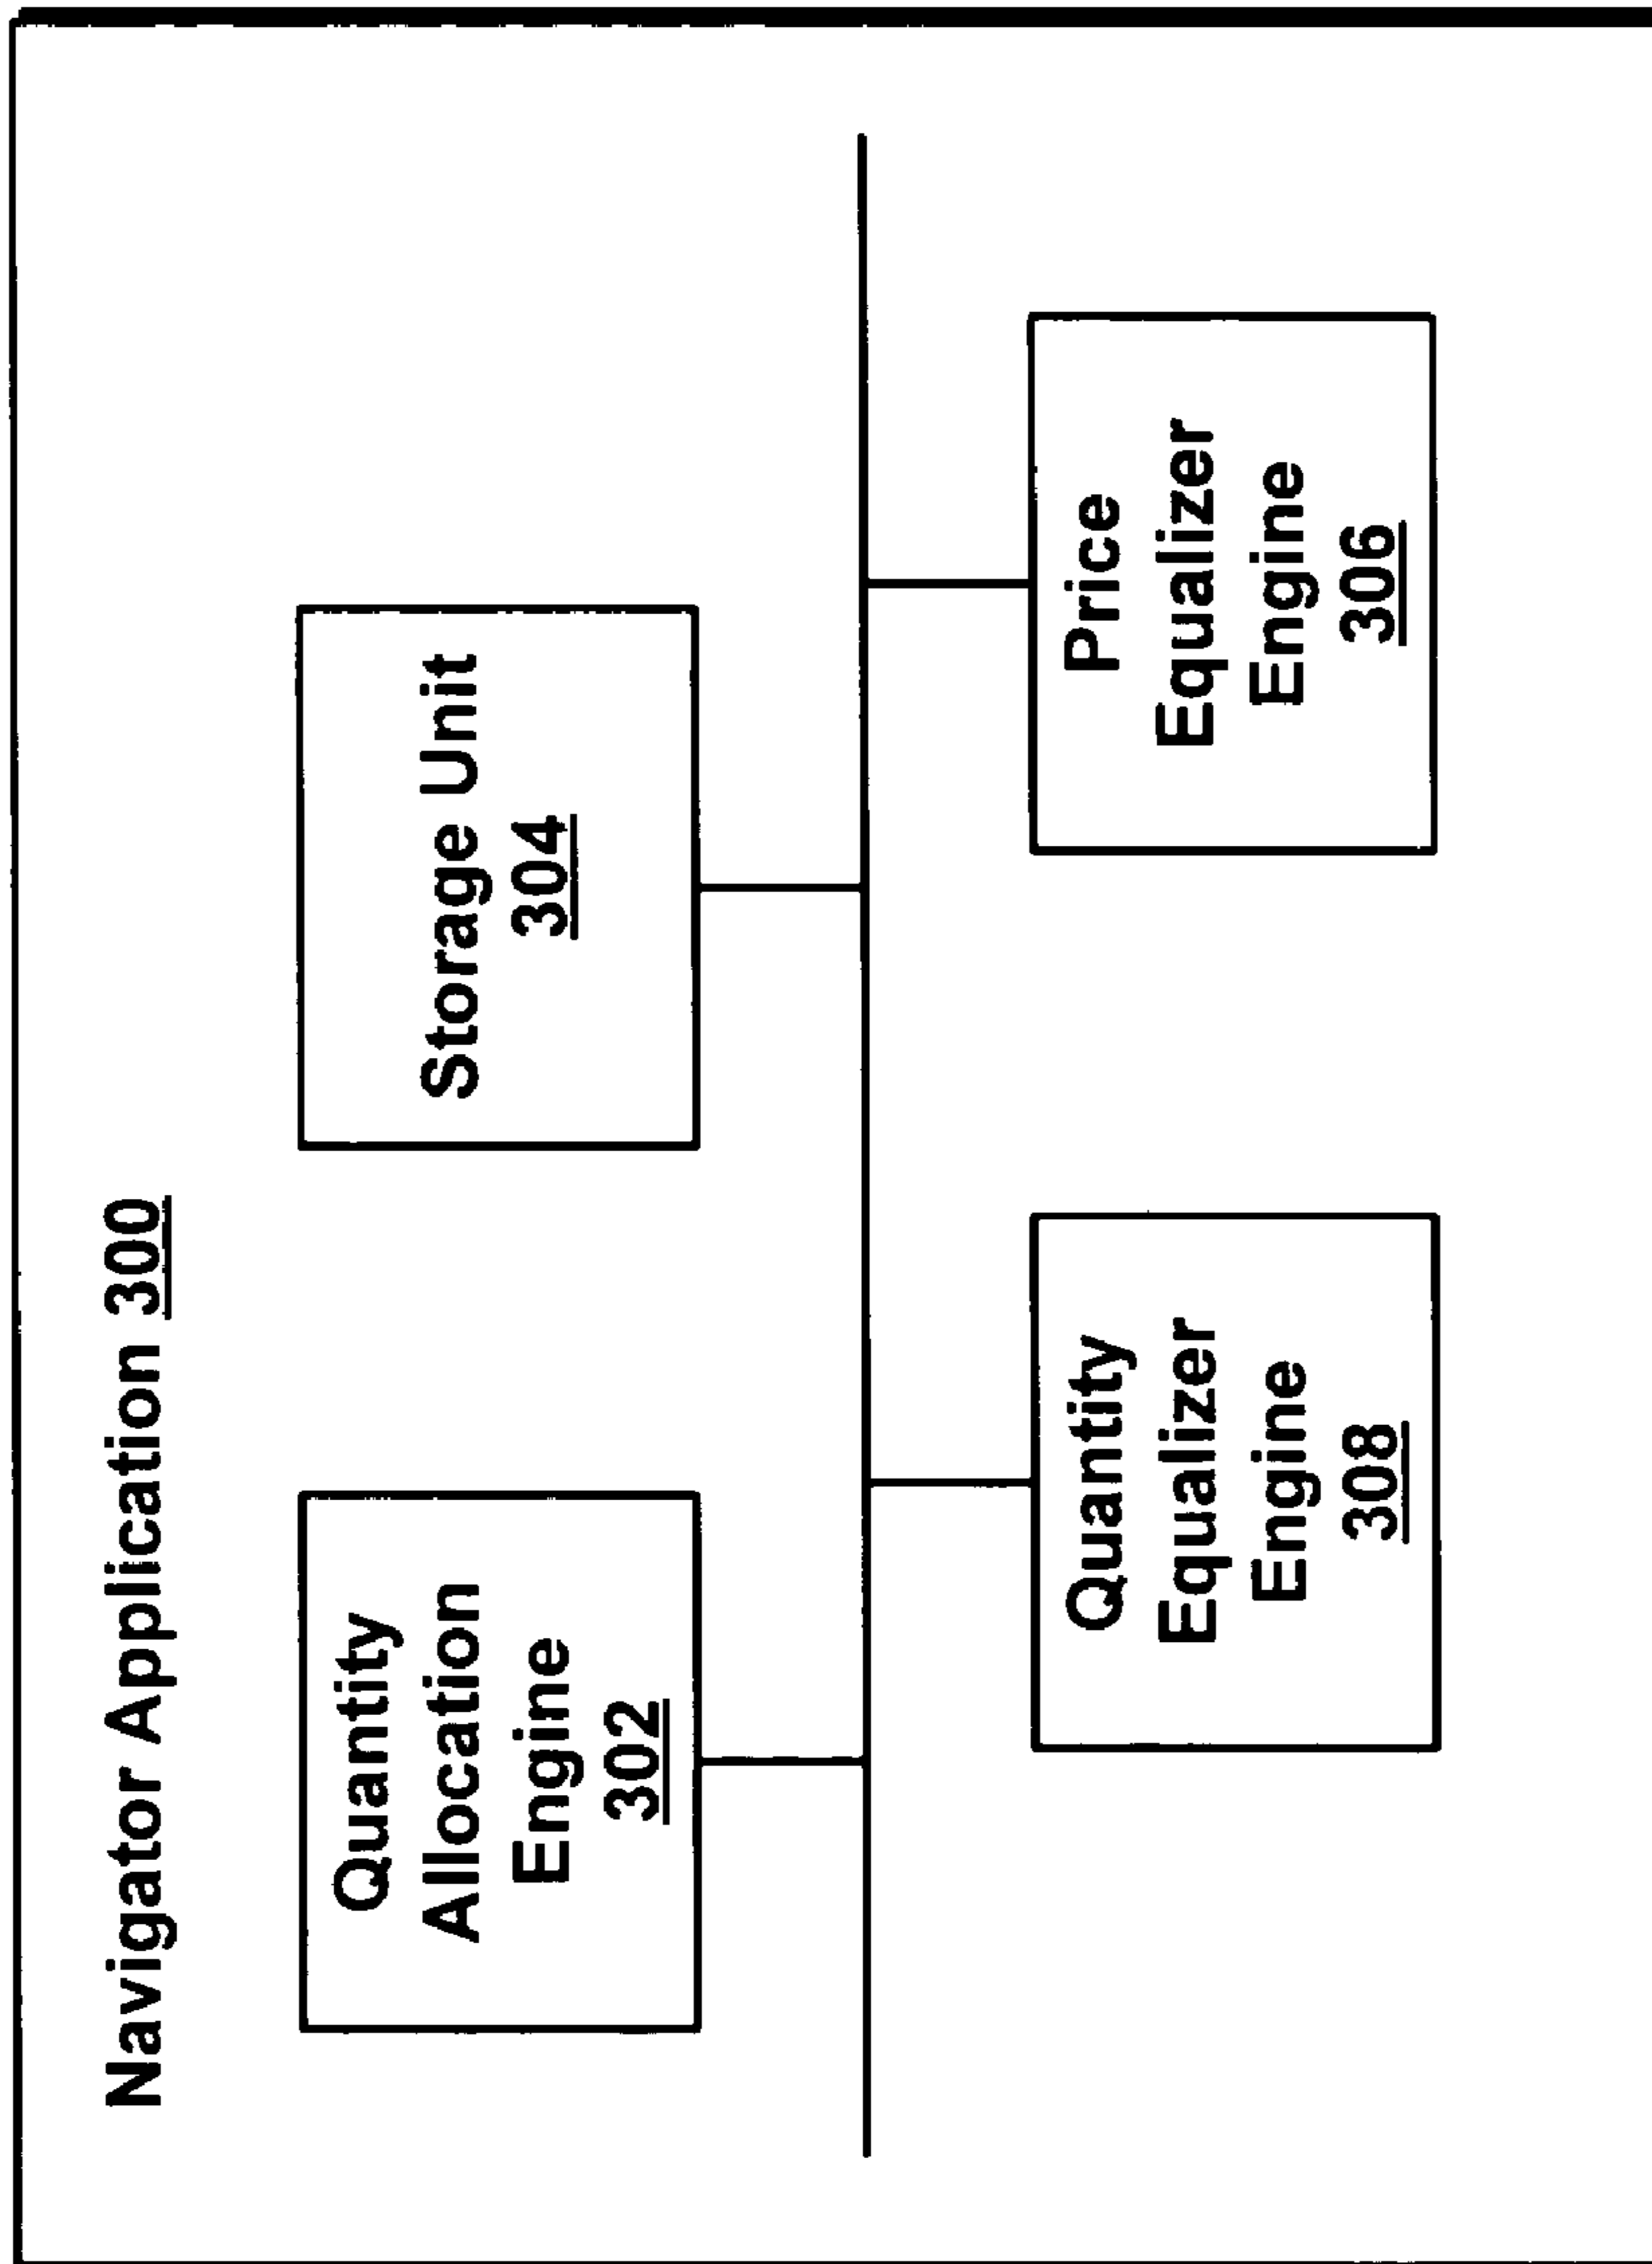 Navigator Application 300
Quantity
Allocation
Engine
302
Storage Unit
304
Quantity
Equalizer
Engine
308
Price
Equalizer
Engine
306